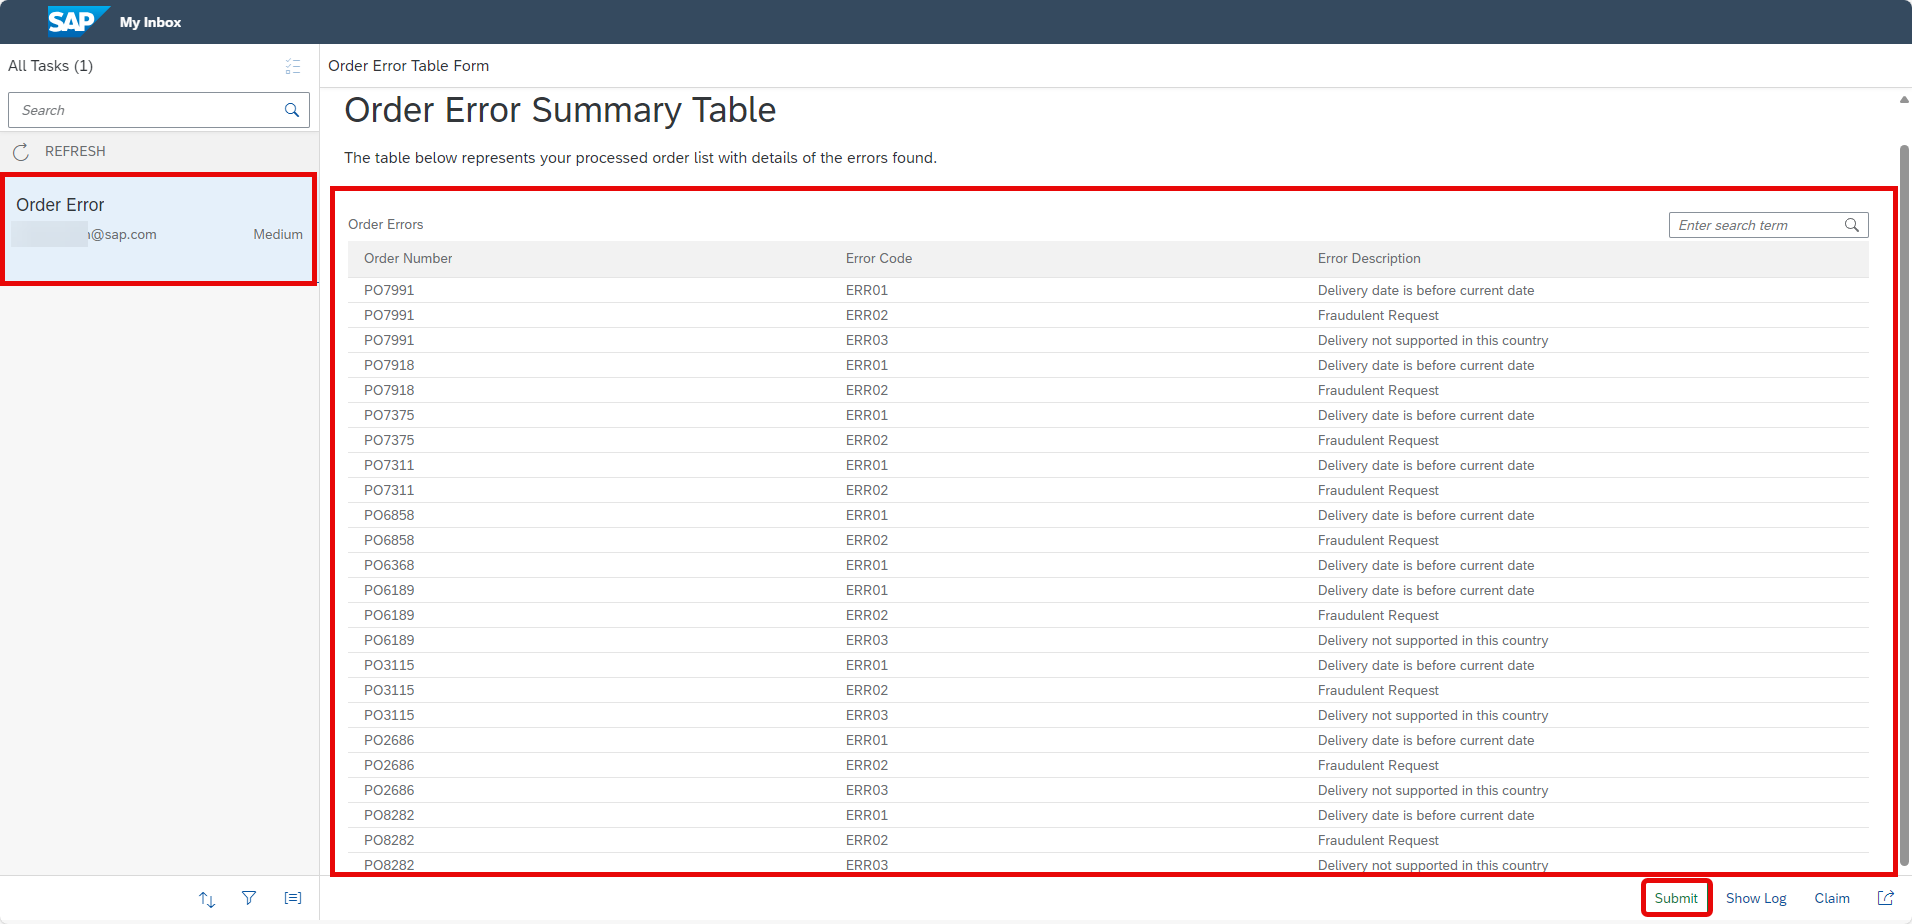 SAP My Inbox
All Tasks (1)
Search
REFRESH
Order Error
@sap.com Medium
Order Error Table Form
Order Error Summary Table
The table below represents your processed order list with details of the errors found.
Order Errors Enter search term
Order Number Error Code Error Description
PO7991 ERR01 Delivery date is before current date
PO7991 ERR02 Fraudulent Request
PO7991 ERR03 Delivery not supported in this country
PO7918 ERR01 Delivery date is before current date
PO7918 ERR02 Fraudulent Request
PO7375 ERR01 Delivery date is before current date
PO7375 ERR02 Fraudulent Request
PO7311 ERR01 Delivery date is before current date
PO7311 ERR02 Fraudulent Request
PO6858 ERR01 Delivery date is before current date
PO6858 ERR02 Fraudulent Request
PO6368 ERR01 Delivery date is before current date
PO6189 ERR01 Delivery date is before current date
PO6189 ERR02 Fraudulent Request
PO6189 ERR03 Delivery not supported in this country
PO3115 ERR01 Delivery date is before current date
PO3115 ERR02 Fraudulent Request
PO3115 ERR03 Delivery not supported in this country
PO2686 ERR01 Delivery date is before current date
PO2686 ERR02 Fraudulent Request
PO2686 ERR03 Delivery not supported in this country
PO8282 ERR01 Delivery date is before current date
PO8282 ERR02 Fraudulent Request
PO8282 ERR03 Delivery not supported in this country
Submit Show Log Claim